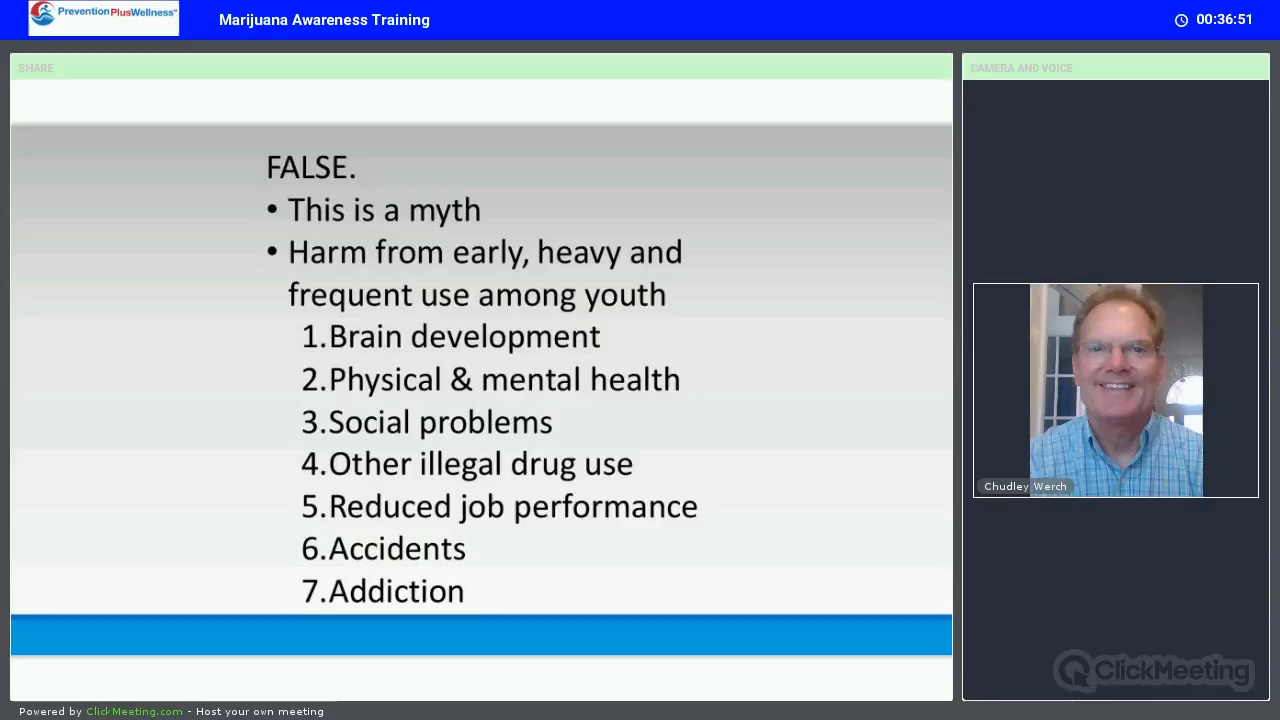 PreventionPlusWellness
Marijuana Awareness Training
00:36:51
SHARE
CAMERA AND VOICE
FALSE.
• This is a myth
• Harm from early, heavy and
frequent use among youth
1.Brain development
2.Physical & mental health
3.Social problems
4.Other illegal drug use
5.Reduced job performance
6.Accidents
7.Addiction
Chudley Werch
ClickMeeting
Powered by ClickMeeting.com - Host your own meeting